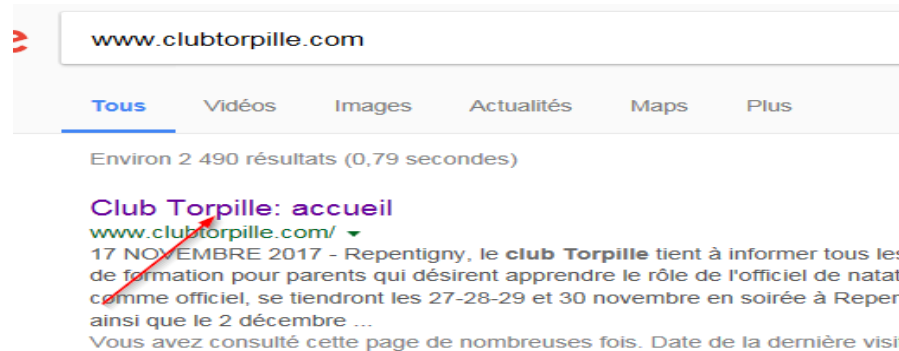 www.clubtorpille.com
Tous Vidéos Images Actualités Maps Plus
Environ 2 490 résultats (0,79 secondes)
Club Torpille: accueil
www.clubtorpille.com/
17 NOVEMBRE 2017 - Repentigny, le club Torpille tient à informer tous les
de formation pour parents qui désirent apprendre le rôle de l'officiel de natat
comme officiel, se tiendront les 27-28-29 et 30 novembre en soirée à Reper
ainsi que le 2 décembre ...
Vous avez consulté cette page de nombreuses fois. Date de la dernière visi